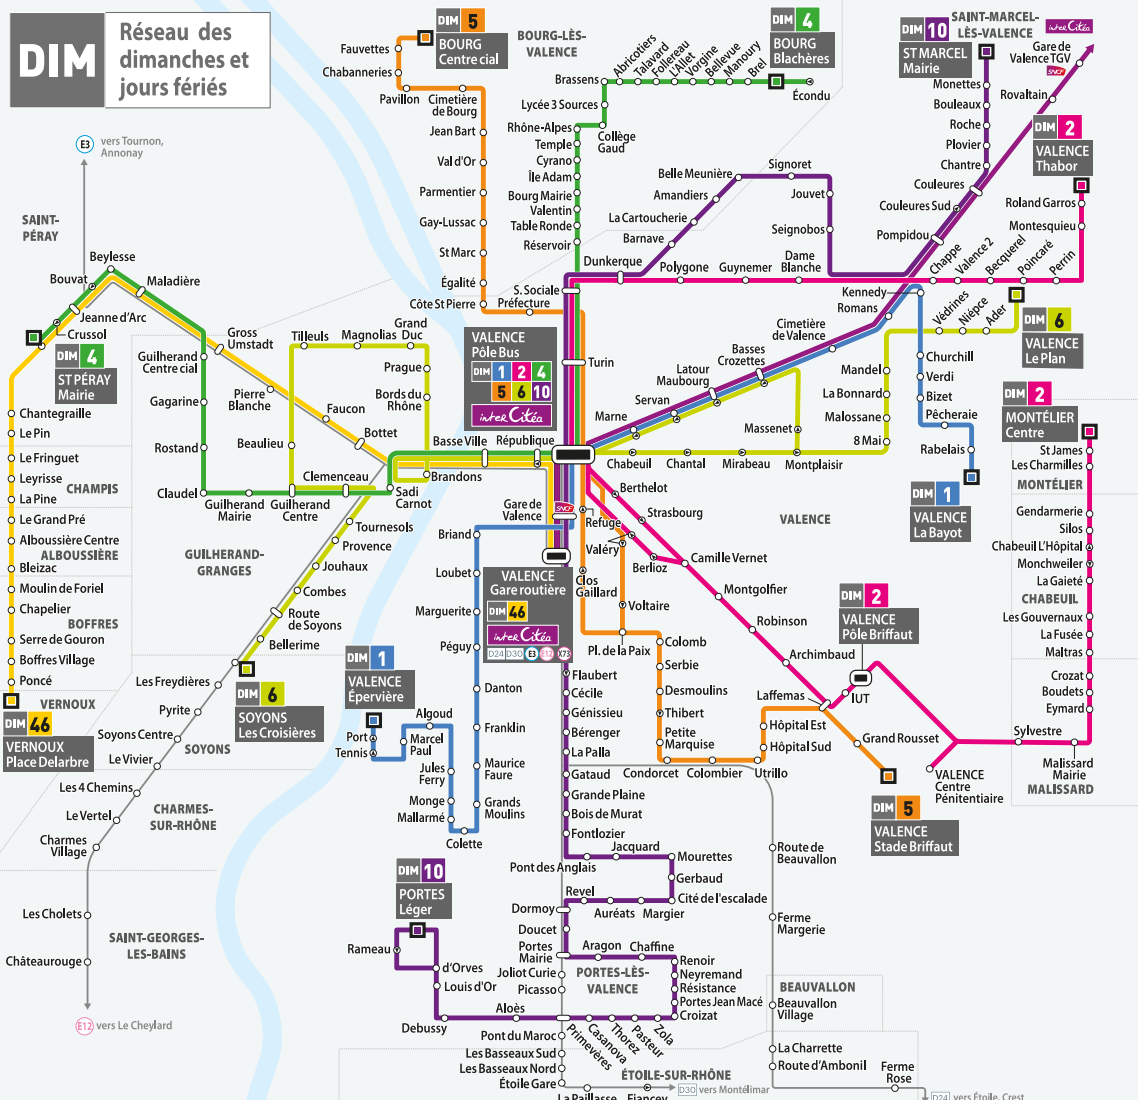 DIM
Réseau des
dimanches et
jours fériés
E3
vers Tournon,
Annonay
DIM 5
BOURG
Centre cial
BOURG-LÈS-
VALENCE
Fauvettes
Chabanneries
Pavillon
Cimetière
de Bourg
Jean Bart
Val d'Or
Parmentier
Gay-Lussac
St Marc
Égalité
Côte St Pierre
Préfecture
Abricotiers
Talavard
Follereau
L'Allet
Vorgine
Bellevue
Manoury
Brel
DIM 4
BOURG
Blachères
Écondu
Brassens
Lycée 3 Sources
Rhône-Alpes
Collège
Gaud
Temple
Cyrano
Île Adam
Bourg Mairie
Valentin
Table Ronde
Réservoir
DIM 10
ST MARCEL
Mairie
SAINT-MARCEL-
LÈS-VALENCE
inter Citéa
Gare de
Valence TGV
SNCF
Rovaltain
Monettes
Bouleaux
Roche
Plovier
Chantre
Couleures
Couleures Sud
Pompidou
DIM 2
VALENCE
Thabor
Roland Garros
Montesquieu
Perrin
Poincaré
Becquerel
Valence 2
Chappe
Belle Meunière
Signoret
Amandiers
Jouvet
La Cartoucherie
Seignobos
Barnave
Dunkerque
Polygone
Guynemer
Dame
Blanche
S. Sociale
Turin
SAINT-
PÉRAY
Beylesse
Bouvat
Maladière
Jeanne d'Arc
Crussol
DIM 4
ST PÉRAY
Mairie
Guilherand
Centre cial
Gagarine
Rostand
Claudel
Guilherand
Mairie
Guilherand
Centre
Clemenceau
Sadi
Carnot
Gross
Umstadt
Pierre
Blanche
Faucon
Bottet
Tilleuls
Magnolias
Grand
Duc
Prague
Bords du
Rhône
Beaulieu
Brandons
Basse Ville
République
VALENCE
Pôle Bus
DIM 1 2 4
5 6 10
inter Citéa
Kennedy
Romans
Cimetière
de Valence
Basses
Crozettes
Latour
Maubourg
Servan
Marne
Chabeuil
Chantal
Mirabeau
Montplaisir
Massenet
8 Mai
Malossane
La Bonnard
Mandel
Védrines
Niépce
Ader
DIM 6
VALENCE
Le Plan
Churchill
Verdi
Bizet
Pêcheraie
Rabelais
DIM 1
VALENCE
La Bayot
DIM 2
MONTÉLIER
Centre
St James
Les Charmilles
MONTÉLIER
Gendarmerie
Silos
Chabeuil L'Hôpital
Monchweiler
La Gaieté
CHABEUIL
Les Gouvernaux
La Fusée
Maltras
Crozat
Boudets
Eymard
Sylvestre
Malissard
Mairie
MALISSARD
Chantegraille
Le Pin
Le Fringuet
Leyrisse
CHAMPIS
La Pine
Le Grand Pré
Alboussière Centre
ALBOUSSIÈRE
Bleizac
Moulin de Foriel
Chapelier
BOFFRES
Serre de Gouron
Boffres Village
Poncé
VERNOUX
DIM 46
VERNOUX
Place Delarbre
GUILHERAND-
GRANGES
Tournesols
Provence
Jouhaux
Combes
Route
de Soyons
Bellerime
DIM 6
SOYONS
Les Croisières
Les Freydières
Pyrite
Soyons Centre
SOYONS
Le Vivier
Les 4 Chemins
Le Vertel
CHARMES-
SUR-RHÔNE
Charmes
Village
Les Cholets
SAINT-GEORGES-
LES-BAINS
Châteaurouge
E12 vers Le Cheylard
Gare de
Valence
SNCF
Briand
Loubet
Marguerite
Péguy
Danton
Franklin
Maurice
Faure
Grands
Moulins
Colette
Mallarmé
Monge
Jules
Ferry
Marcel
Paul
Algoud
Tennis
Port
DIM 1
VALENCE
Épervière
VALENCE
Gare routière
DIM 46
inter Citéa
D24 D30 E3 E12 X73
VALENCE
Berthelot
Strasbourg
Refuge
Valéry
Berlioz
Camille Vernet
Clos
Gaillard
Voltaire
Pl. de la Paix
Montgolfier
Robinson
Archimbaud
DIM 2
VALENCE
Pôle Briffaut
IUT
Laffemas
Hôpital Est
Hôpital Sud
Utrillo
Colombier
Condorcet
Petite
Marquise
Thibert
Desmoulins
Serbie
Colomb
Grand Rousset
VALENCE
Centre
Pénitentiaire
DIM 5
VALENCE
Stade Briffaut
Flaubert
Cécile
Génissieu
Bérenger
La Palla
Gataud
Grande Plaine
Bois de Murat
Fontlozier
Pont des Anglais
Jacquard
Mourettes
Gerbaud
Cité de l'escalade
Margier
Auréats
Revel
Dormoy
Doucet
Portes
Mairie
Aragon
Chaffine
Renoir
Neyremand
Résistance
Portes Jean Macé
Croizat
PORTES-LÈS-
VALENCE
Zola
Pasteur
Thorez
Casanova
Primevères
Joliot Curie
Picasso
Aloès
Debussy
Louis d'Or
d'Orves
Rameau
DIM 10
PORTES
Léger
Pont du Maroc
Les Basseaux Sud
Les Basseaux Nord
Étoile Gare
ÉTOILE-SUR-RHÔNE
La Paillasse
Fiancey
D30 vers Montélimar
Route de
Beauvallon
Ferme
Margerie
BEAUVALLON
Beauvallon
Village
La Charrette
Route d'Ambonil
Ferme
Rose
D24 vers Étoile, Crest